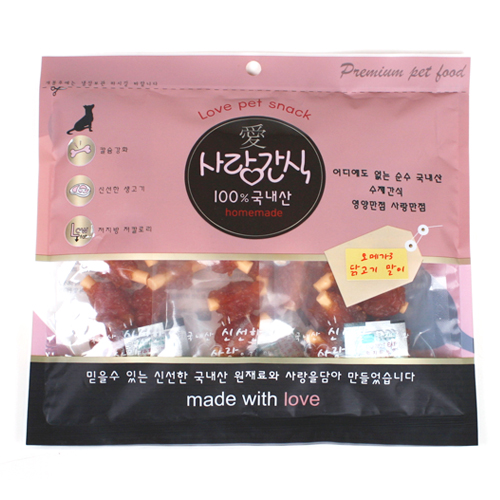 Premium pet food
Love pet snack
愛
사랑간식
100% 국내산
homemade
칼슘강화
신선한 생고기
저지방 저칼로리
어디에도 없는 순수 국내산
수제간식
영양만점 사랑만점
오메가3
닭고기 말이
믿을수 있는 신선한 국내산 원재료와 사랑을담아 만들었습니다
made with love